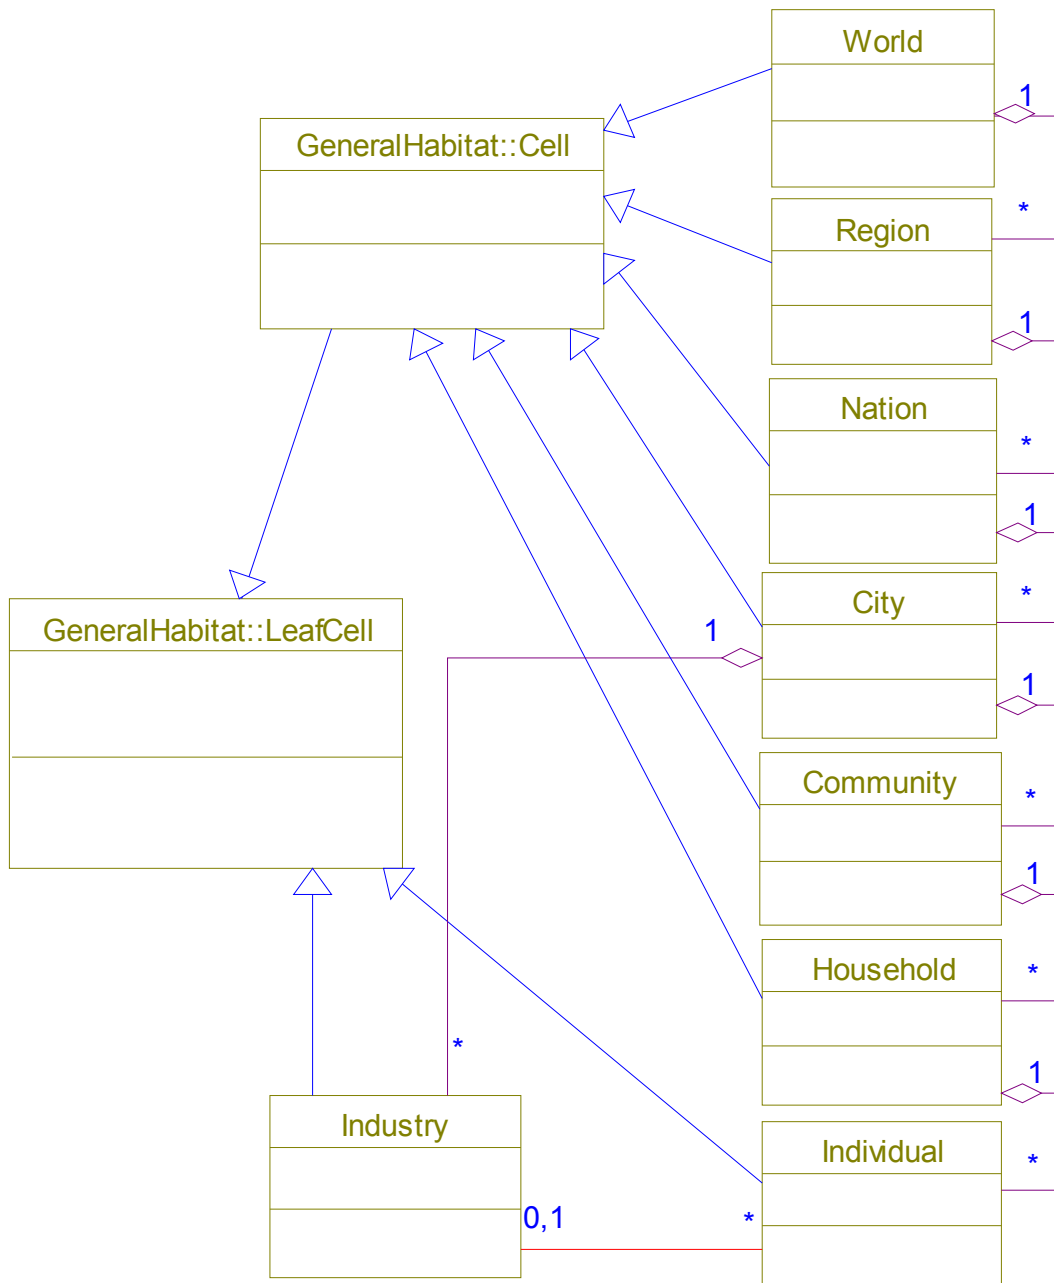 World
1
GeneralHabitat::Cell
*
Region
1
Nation
*
1
City
*
1
GeneralHabitat::LeafCell
1
Community
*
1
Household
*
*
1
Industry
Individual
*
0,1
*